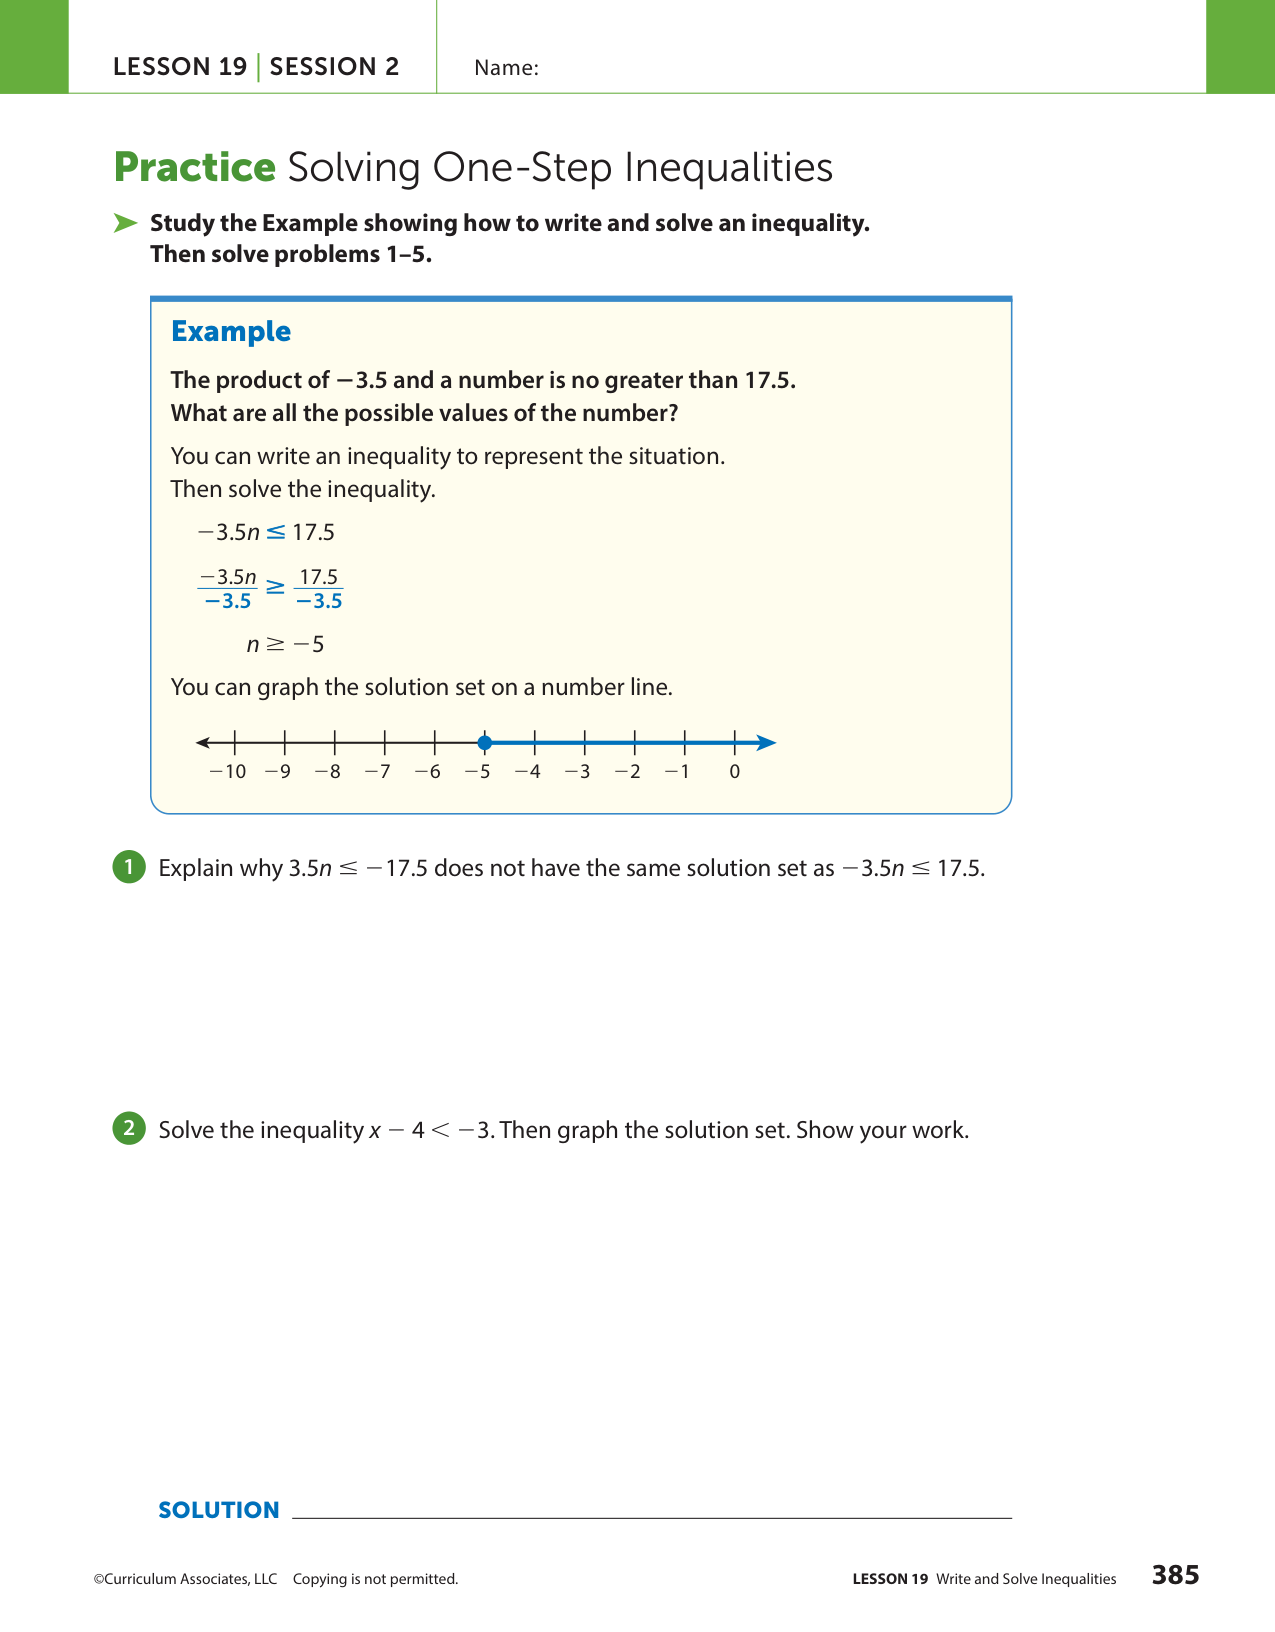 LESSON 19 | SESSION 2
Name:
Practice Solving One-Step Inequalities
➤ Study the Example showing how to write and solve an inequality.
Then solve problems 1–5.
Example
The product of −3.5 and a number is no greater than 17.5.
What are all the possible values of the number?
You can write an inequality to represent the situation.
Then solve the inequality.
−3.5n ≤ 17.5
−3.5n/−3.5 ≥ 17.5/−3.5
n ≥ −5
You can graph the solution set on a number line.
−10 −9 −8 −7 −6 −5 −4 −3 −2 −1 0
1 Explain why 3.5n ≤ −17.5 does not have the same solution set as −3.5n ≤ 17.5.
2 Solve the inequality x − 4 < −3. Then graph the solution set. Show your work.
SOLUTION
©Curriculum Associates, LLC Copying is not permitted.
LESSON 19 Write and Solve Inequalities 385